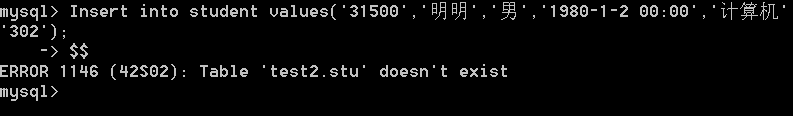 mysql> Insert into student values('31500','明明','男','1980-1-2 00:00','计算机'
'302');
    -> $$
ERROR 1146 (42S02): Table 'test2.stu' doesn't exist
mysql>